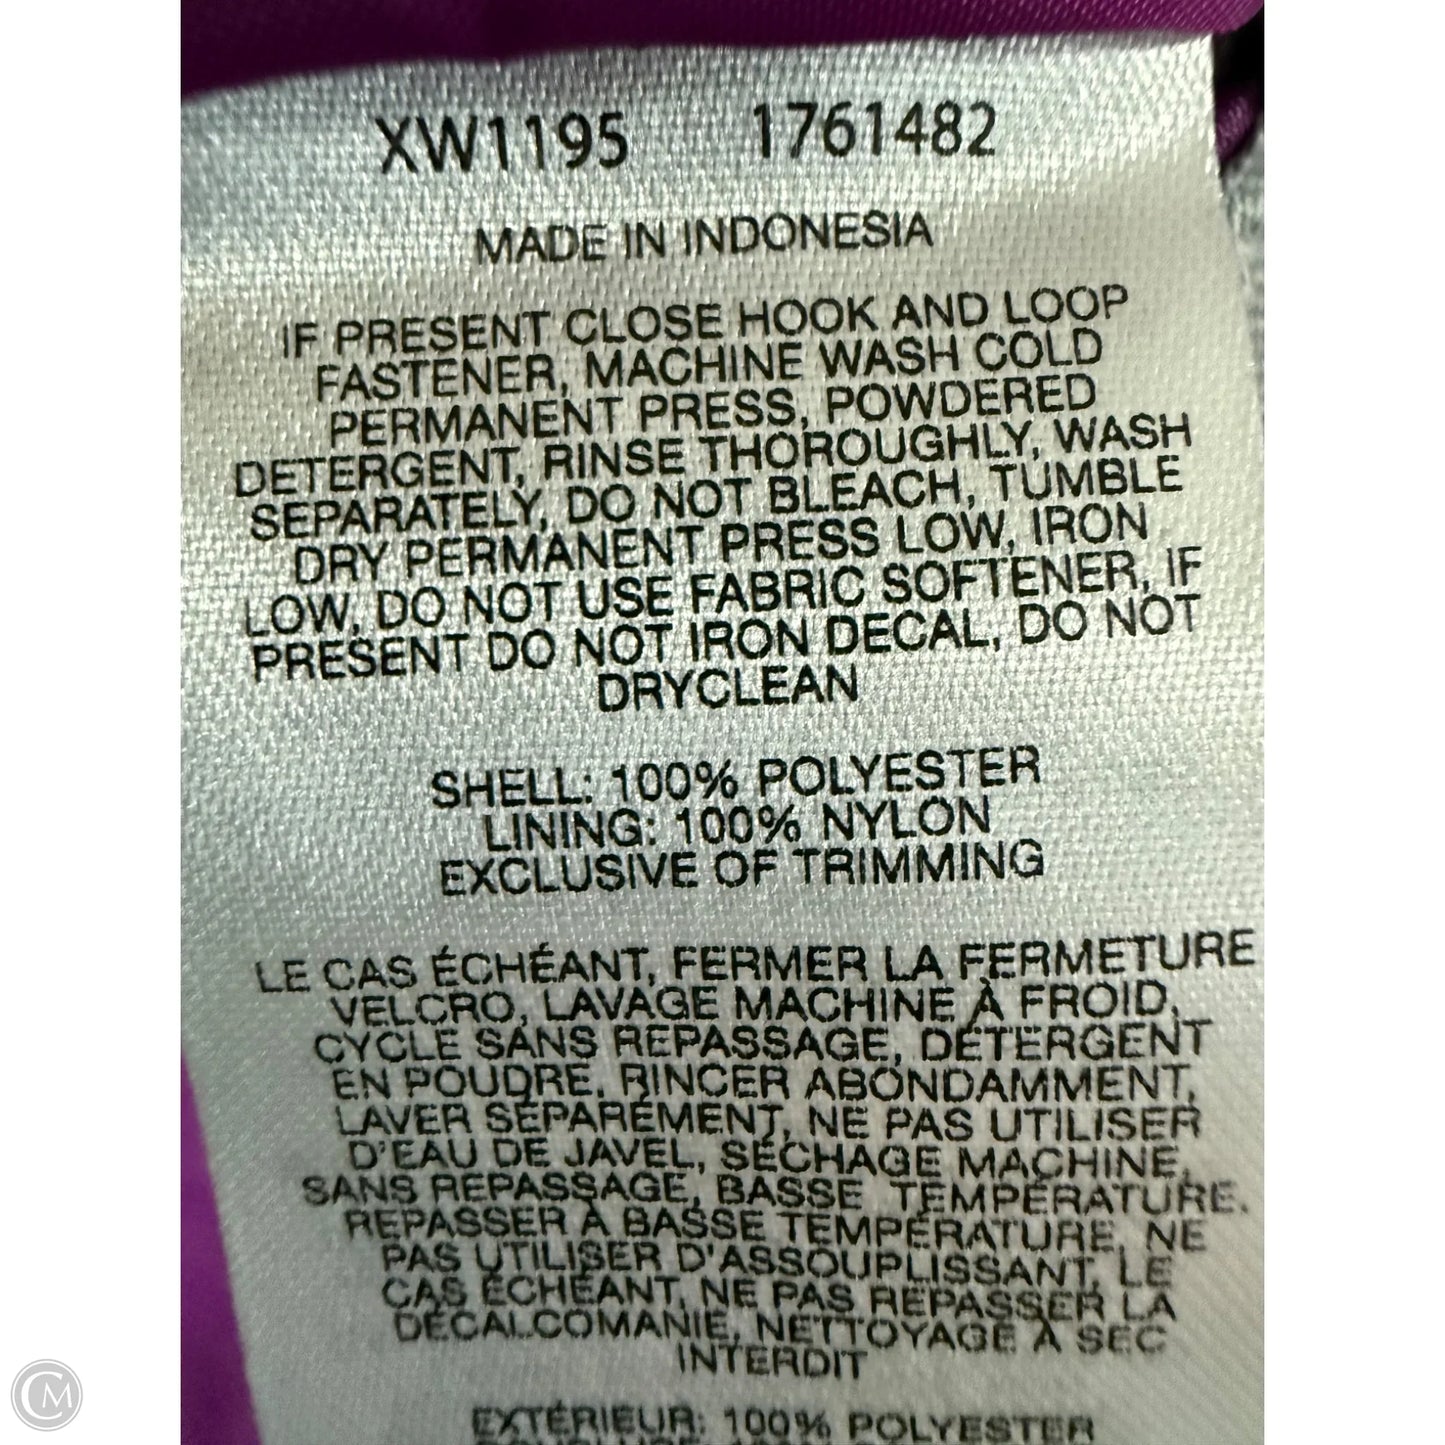 XW1195 1761482
MADE IN INDONESIA
IF PRESENT CLOSE HOOK AND LOOP
FASTENER, MACHINE WASH COLD
PERMANENT PRESS, POWDERED
DETERGENT, RINSE THOROUGHLY, WASH
SEPARATELY, DO NOT BLEACH, TUMBLE
DRY PERMANENT PRESS LOW, IRON
LOW, DO NOT USE FABRIC SOFTENER, IF
PRESENT DO NOT IRON DECAL, DO NOT
DRYCLEAN
SHELL: 100% POLYESTER
LINING: 100% NYLON
EXCLUSIVE OF TRIMMING
LE CAS ÉCHÉANT, FERMER LA FERMETURE
VELCRO, LAVAGE MACHINE À FROID,
CYCLE SANS REPASSAGE, DÉTERGENT
EN POUDRE, RINCER ABONDAMMENT,
LAVER SÉPARÉMENT, NE PAS UTILISER
D'EAU DE JAVEL, SÉCHAGE MACHINE,
SANS REPASSAGE, BASSE TEMPÉRATURE.
REPASSER À BASSE TEMPÉRATURE, NE
PAS UTILISER D'ASSOUPLISSANT, LE
CAS ÉCHÉANT, NE PAS REPASSER LA
DÉCALCOMANIE, NETTOYAGE À SEC
INTERDIT
EXTÉRIEUR: 100% POLYESTER
CM